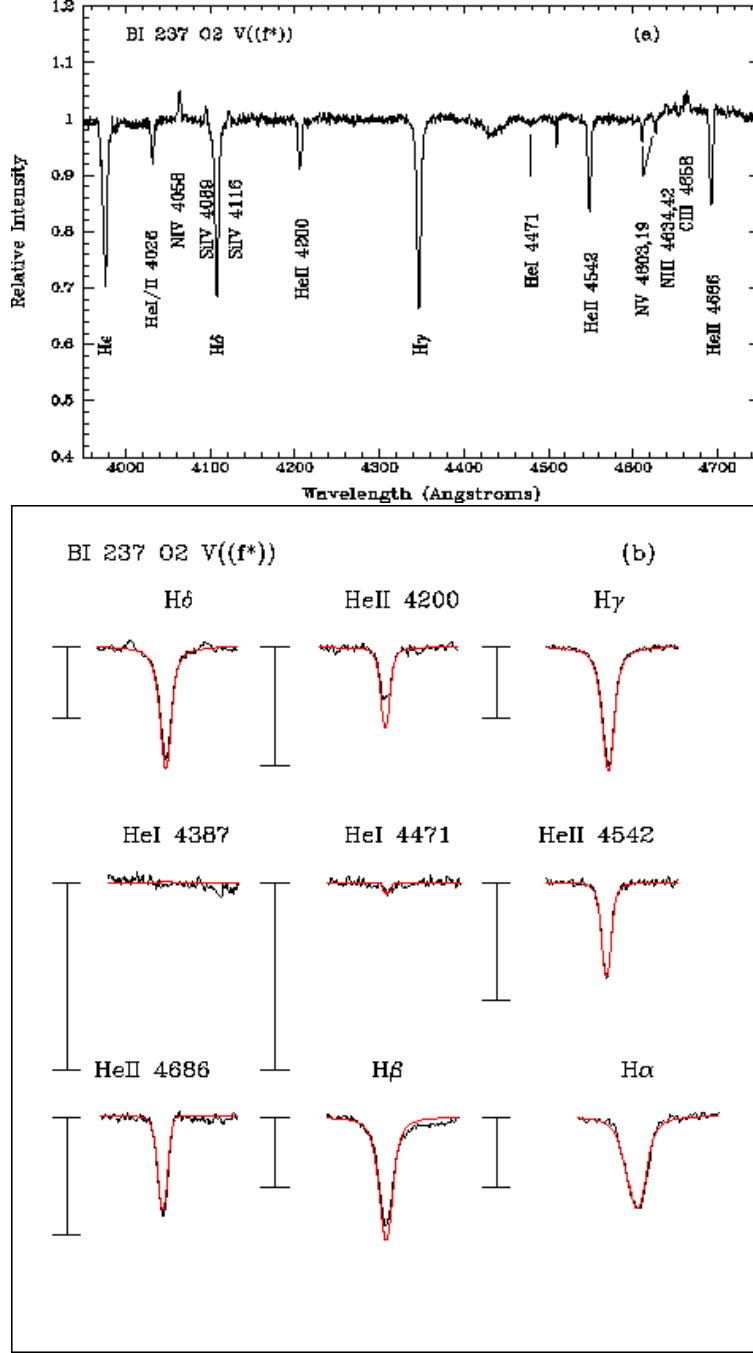 1.2
BI 237 O2 V((f*)) (a)
1.1
1
0.9
0.8
0.7
0.6
0.5
0.4
Relative Intensity
Hε
HeI/II 4026
NIV 4058
SiIV 4089
Hδ
SiIV 4116
HeII 4200
Hγ
HeI 4471
HeII 4542
NV 4603,19
NIII 4634,42
CIII 4658
HeII 4686
4000 4100 4200 4300 4400 4500 4600 4700
Wavelength (Angstroms)
BI 237 O2 V((f*)) (b)
Hδ HeII 4200 Hγ
HeI 4387 HeI 4471 HeII 4542
HeII 4686 Hβ Hα